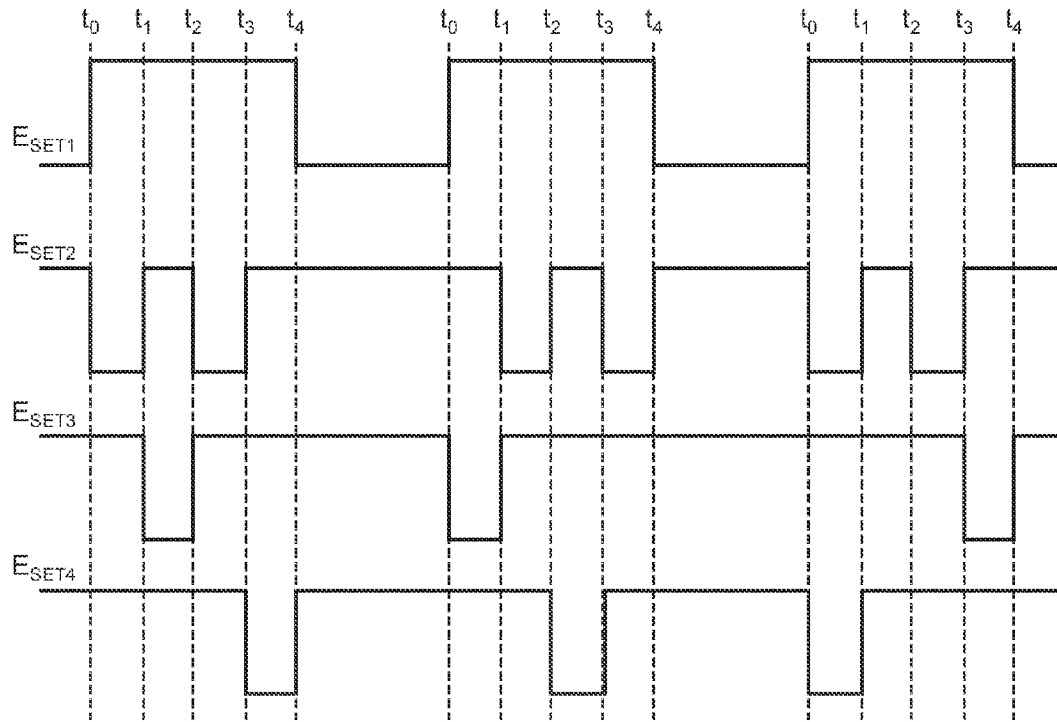 t0 t1 t2 t3 t4 t0 t1 t2 t3 t4 t0 t1 t2 t3 t4
ESET1
ESET2
ESET3
ESET4